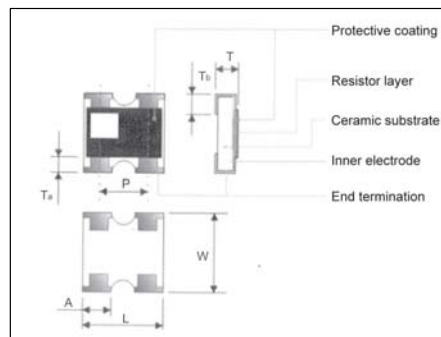 Protective coating
T
Tb
Resistor layer
Ceramic substrate
Inner electrode
P
Ta
End termination
W
A
L